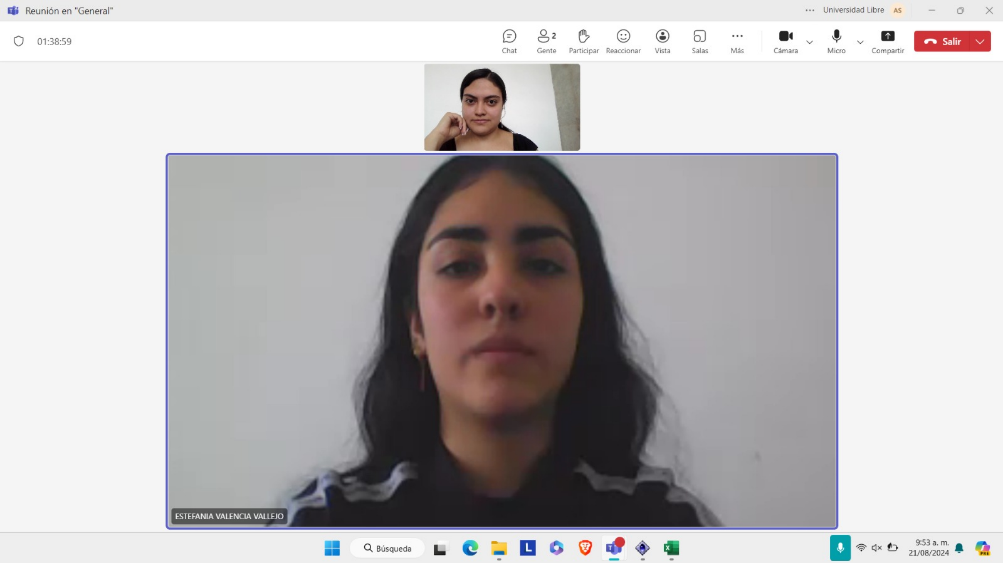 Reunión en "General"
Universidad Libre
AS
01:38:59
Chat
2
Gente
Participar
Reaccionar
Vista
Salas
Más
Cámara
Micro
Compartir
Salir
ESTEFANIA VALENCIA VALLEJO
Búsqueda
L
9:53 a. m.
21/08/2024